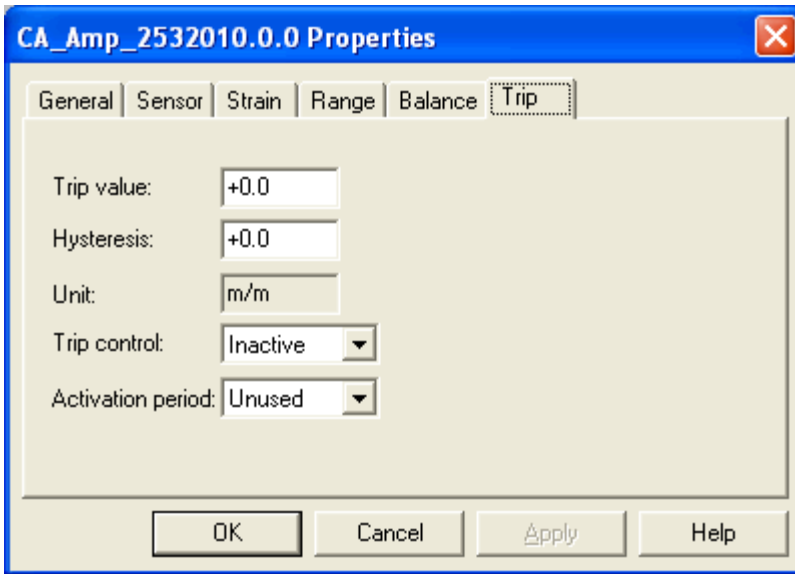 CA_Amp_2532010.0.0 Properties
General Sensor Strain Range Balance Trip
Trip value: +0.0
Hysteresis: +0.0
Unit: m/m
Trip control: Inactive
Activation period: Unused
OK Cancel Apply Help